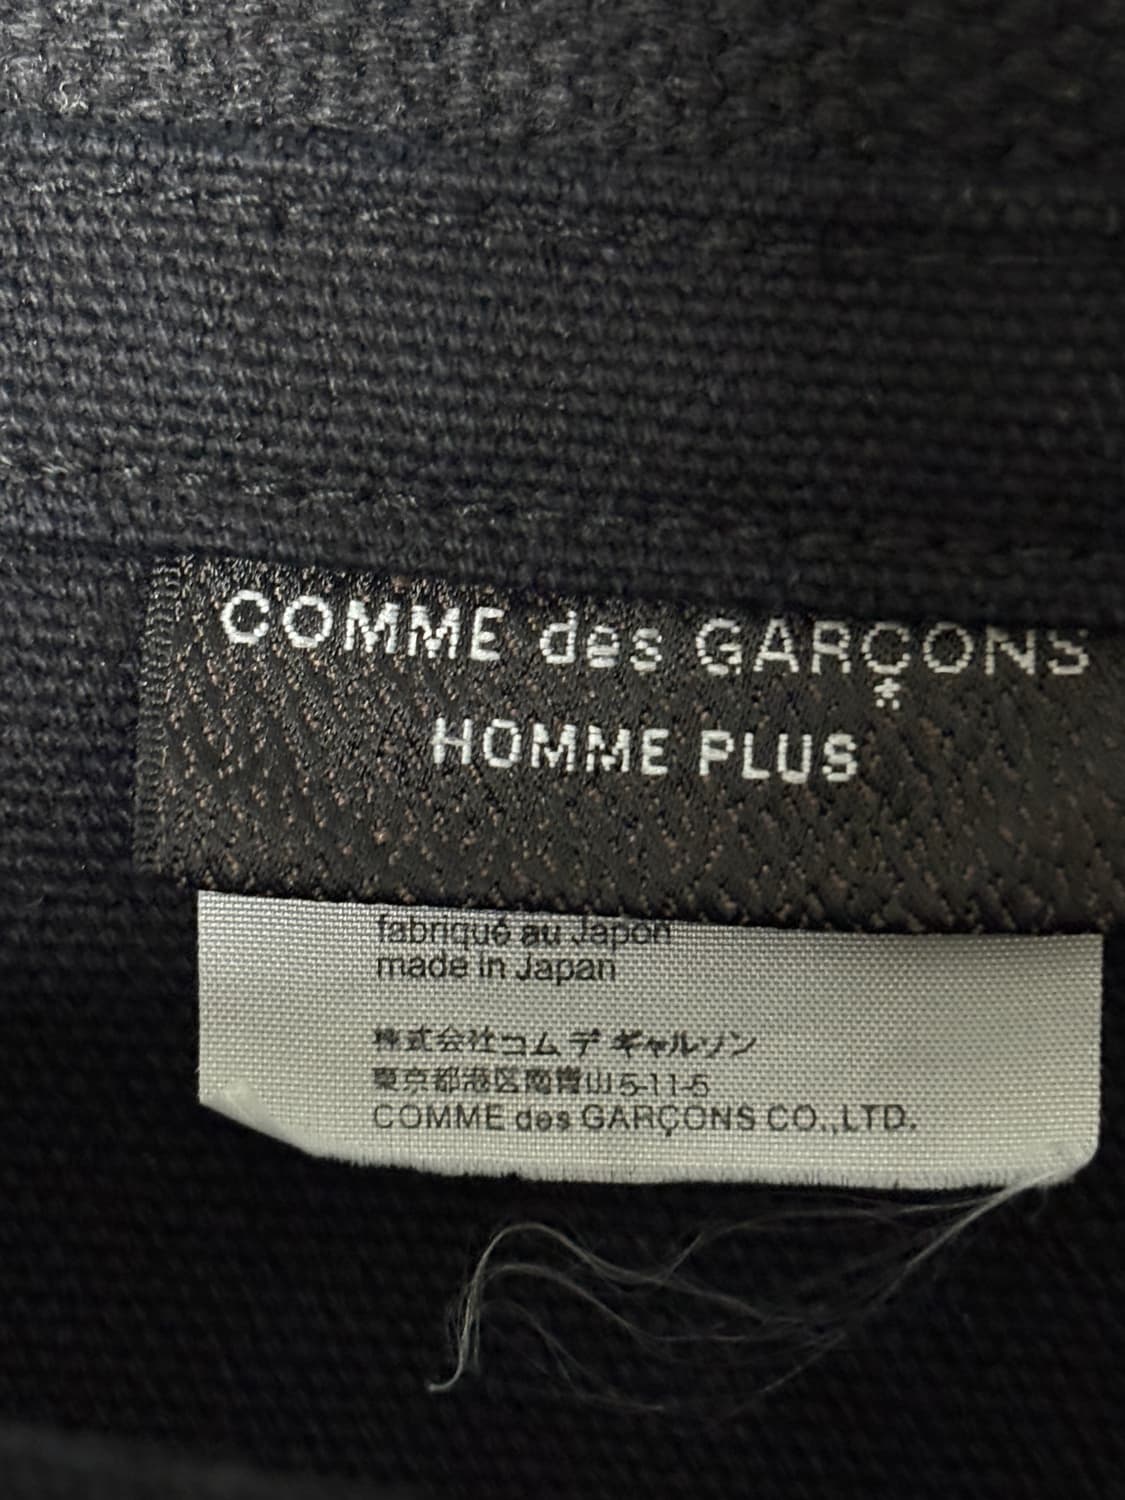 COMME des GARÇONS
*
HOMME PLUS
fabriqué au Japon
made in Japan
株式会社コム デ ギャルソン
東京都港区南青山5-11-5
COMME des GARÇONS CO.,LTD.